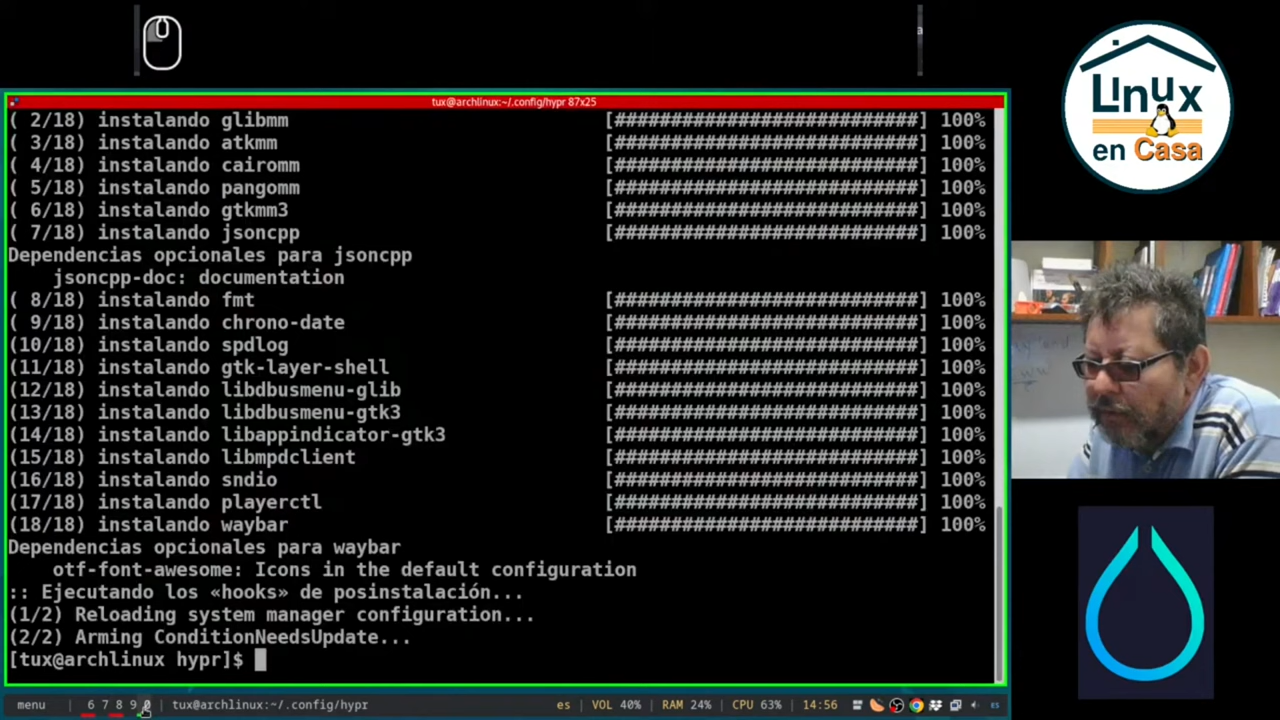 a
tux@archlinux:~/.config/hypr 87x25
( 2/18) instalando glibmm [###########################] 100%
( 3/18) instalando atkmm [###########################] 100%
( 4/18) instalando cairomm [###########################] 100%
( 5/18) instalando pangomm [###########################] 100%
( 6/18) instalando gtkmm3 [###########################] 100%
( 7/18) instalando jsoncpp [###########################] 100%
Dependencias opcionales para jsoncpp
jsoncpp-doc: documentation
( 8/18) instalando fmt [###########################] 100%
( 9/18) instalando chrono-date [###########################] 100%
(10/18) instalando spdlog [###########################] 100%
(11/18) instalando gtk-layer-shell [###########################] 100%
(12/18) instalando libdbusmenu-glib [###########################] 100%
(13/18) instalando libdbusmenu-gtk3 [###########################] 100%
(14/18) instalando libappindicator-gtk3 [###########################] 100%
(15/18) instalando libmpdclient [###########################] 100%
(16/18) instalando sndio [###########################] 100%
(17/18) instalando playerctl [###########################] 100%
(18/18) instalando waybar [###########################] 100%
Dependencias opcionales para waybar
otf-font-awesome: Icons in the default configuration
:: Ejecutando los «hooks» de posinstalación...
(1/2) Reloading system manager configuration...
(2/2) Arming ConditionNeedsUpdate...
[tux@archlinux hypr]$
menu | 6 7 8 9 0 | tux@archlinux:~/.config/hypr es | VOL 40% | RAM 24% | CPU 63% | 14:56 ES
Linux
en Casa